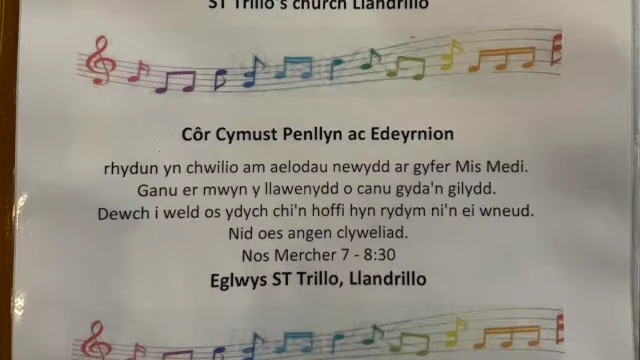 ST Trillo's church Llandrillo
Côr Cymust Penllyn ac Edeyrnion
rhydun yn chwilio am aelodau newydd ar gyfer Mis Medi.
Ganu er mwyn y llawenydd o canu gyda'n gilydd.
Dewch i weld os ydych chi'n hoffi hyn rydym ni'n ei wneud.
Nid oes angen clyweliad.
Nos Mercher 7 - 8:30
Eglwys ST Trillo, Llandrillo